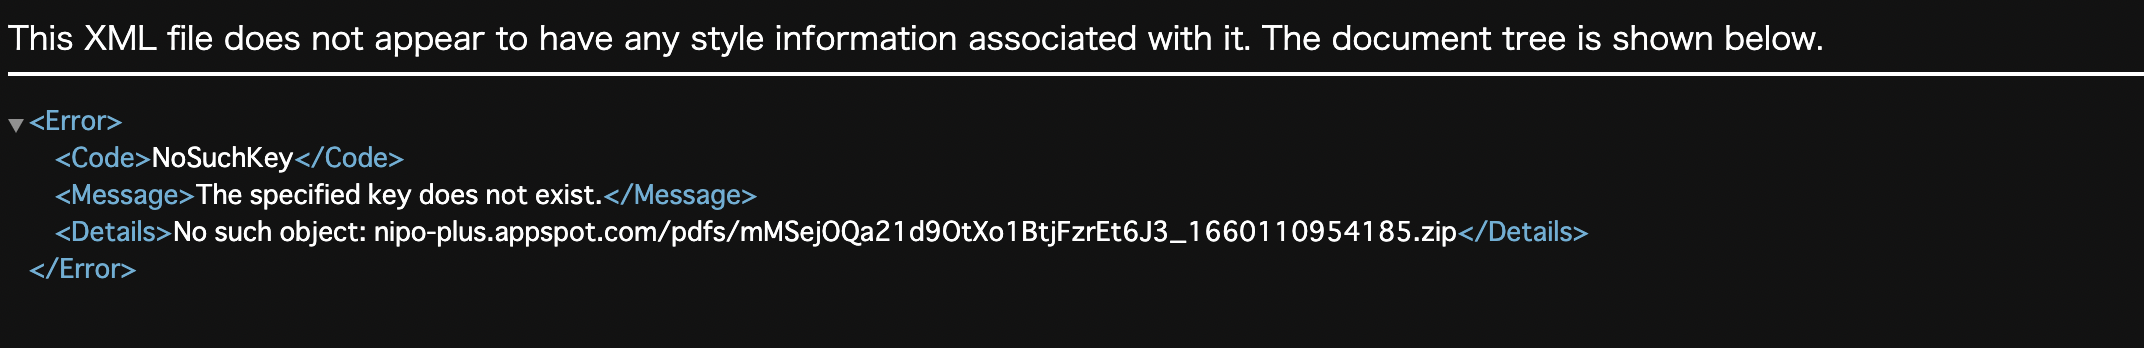 This XML file does not appear to have any style information associated with it. The document tree is shown below.
<Error>
<Code>NoSuchKey</Code>
<Message>The specified key does not exist.</Message>
<Details>No such object: nipo-plus.appspot.com/pdfs/mMSejOQa21d9OtXo1BtjFzrEt6J3_1660110954185.zip</Details>
</Error>